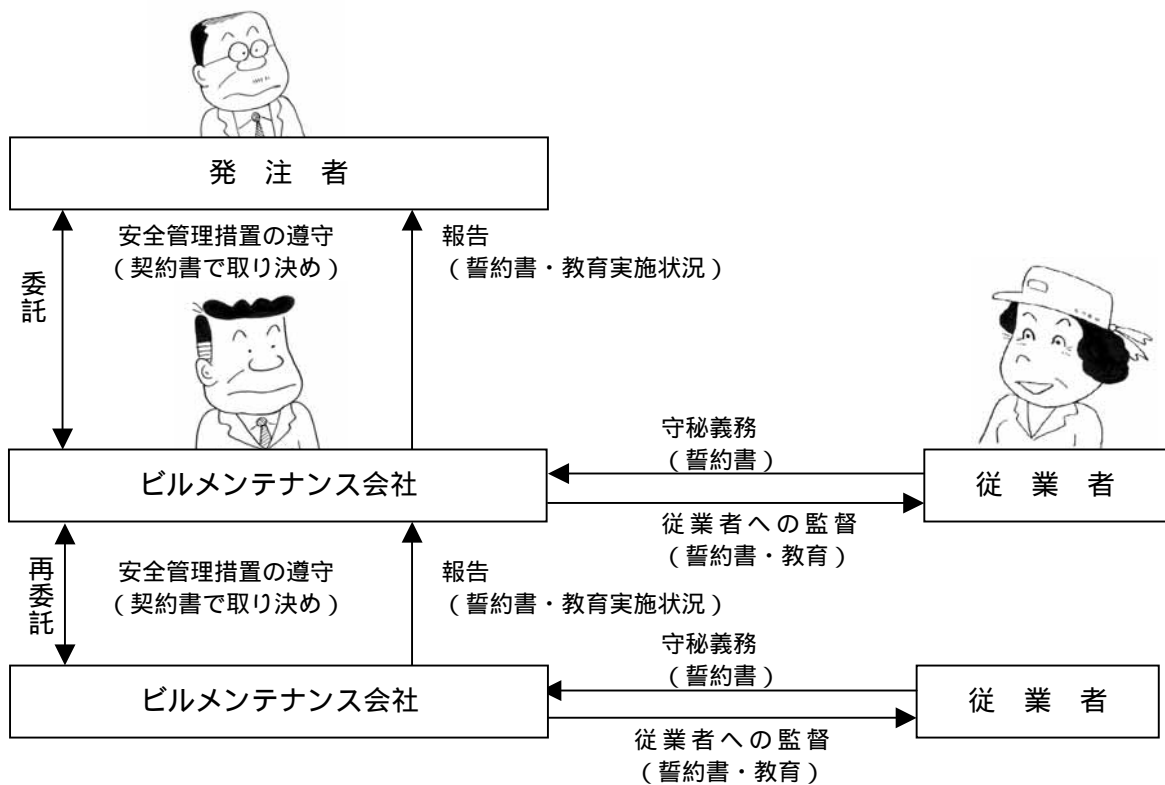 発 注 者
安全管理措置の遵守
(契約書で取り決め)
報告
(誓約書・教育実施状況)
委託
守秘義務
(誓約書)
ビルメンテナンス会社
従 業 者
従業者への監督
(誓約書・教育)
再委託
安全管理措置の遵守
(契約書で取り決め)
報告
(誓約書・教育実施状況)
守秘義務
(誓約書)
ビルメンテナンス会社
従 業 者
従業者への監督
(誓約書・教育)